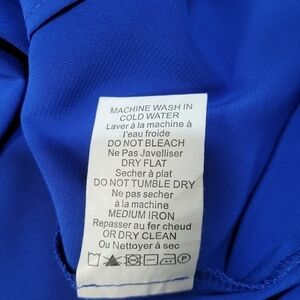 MACHINE WASH IN
COLD WATER
Laver à la machine à
l'eau froide
DO NOT BLEACH
Ne Pas Javelliser
DRY FLAT
Secher à plat
DO NOT TUMBLE DRY
Ne pas secher
à la machine
MEDIUM IRON
Repasser au fer cheud
OR DRY CLEAN
Ou Nettoyer à sec